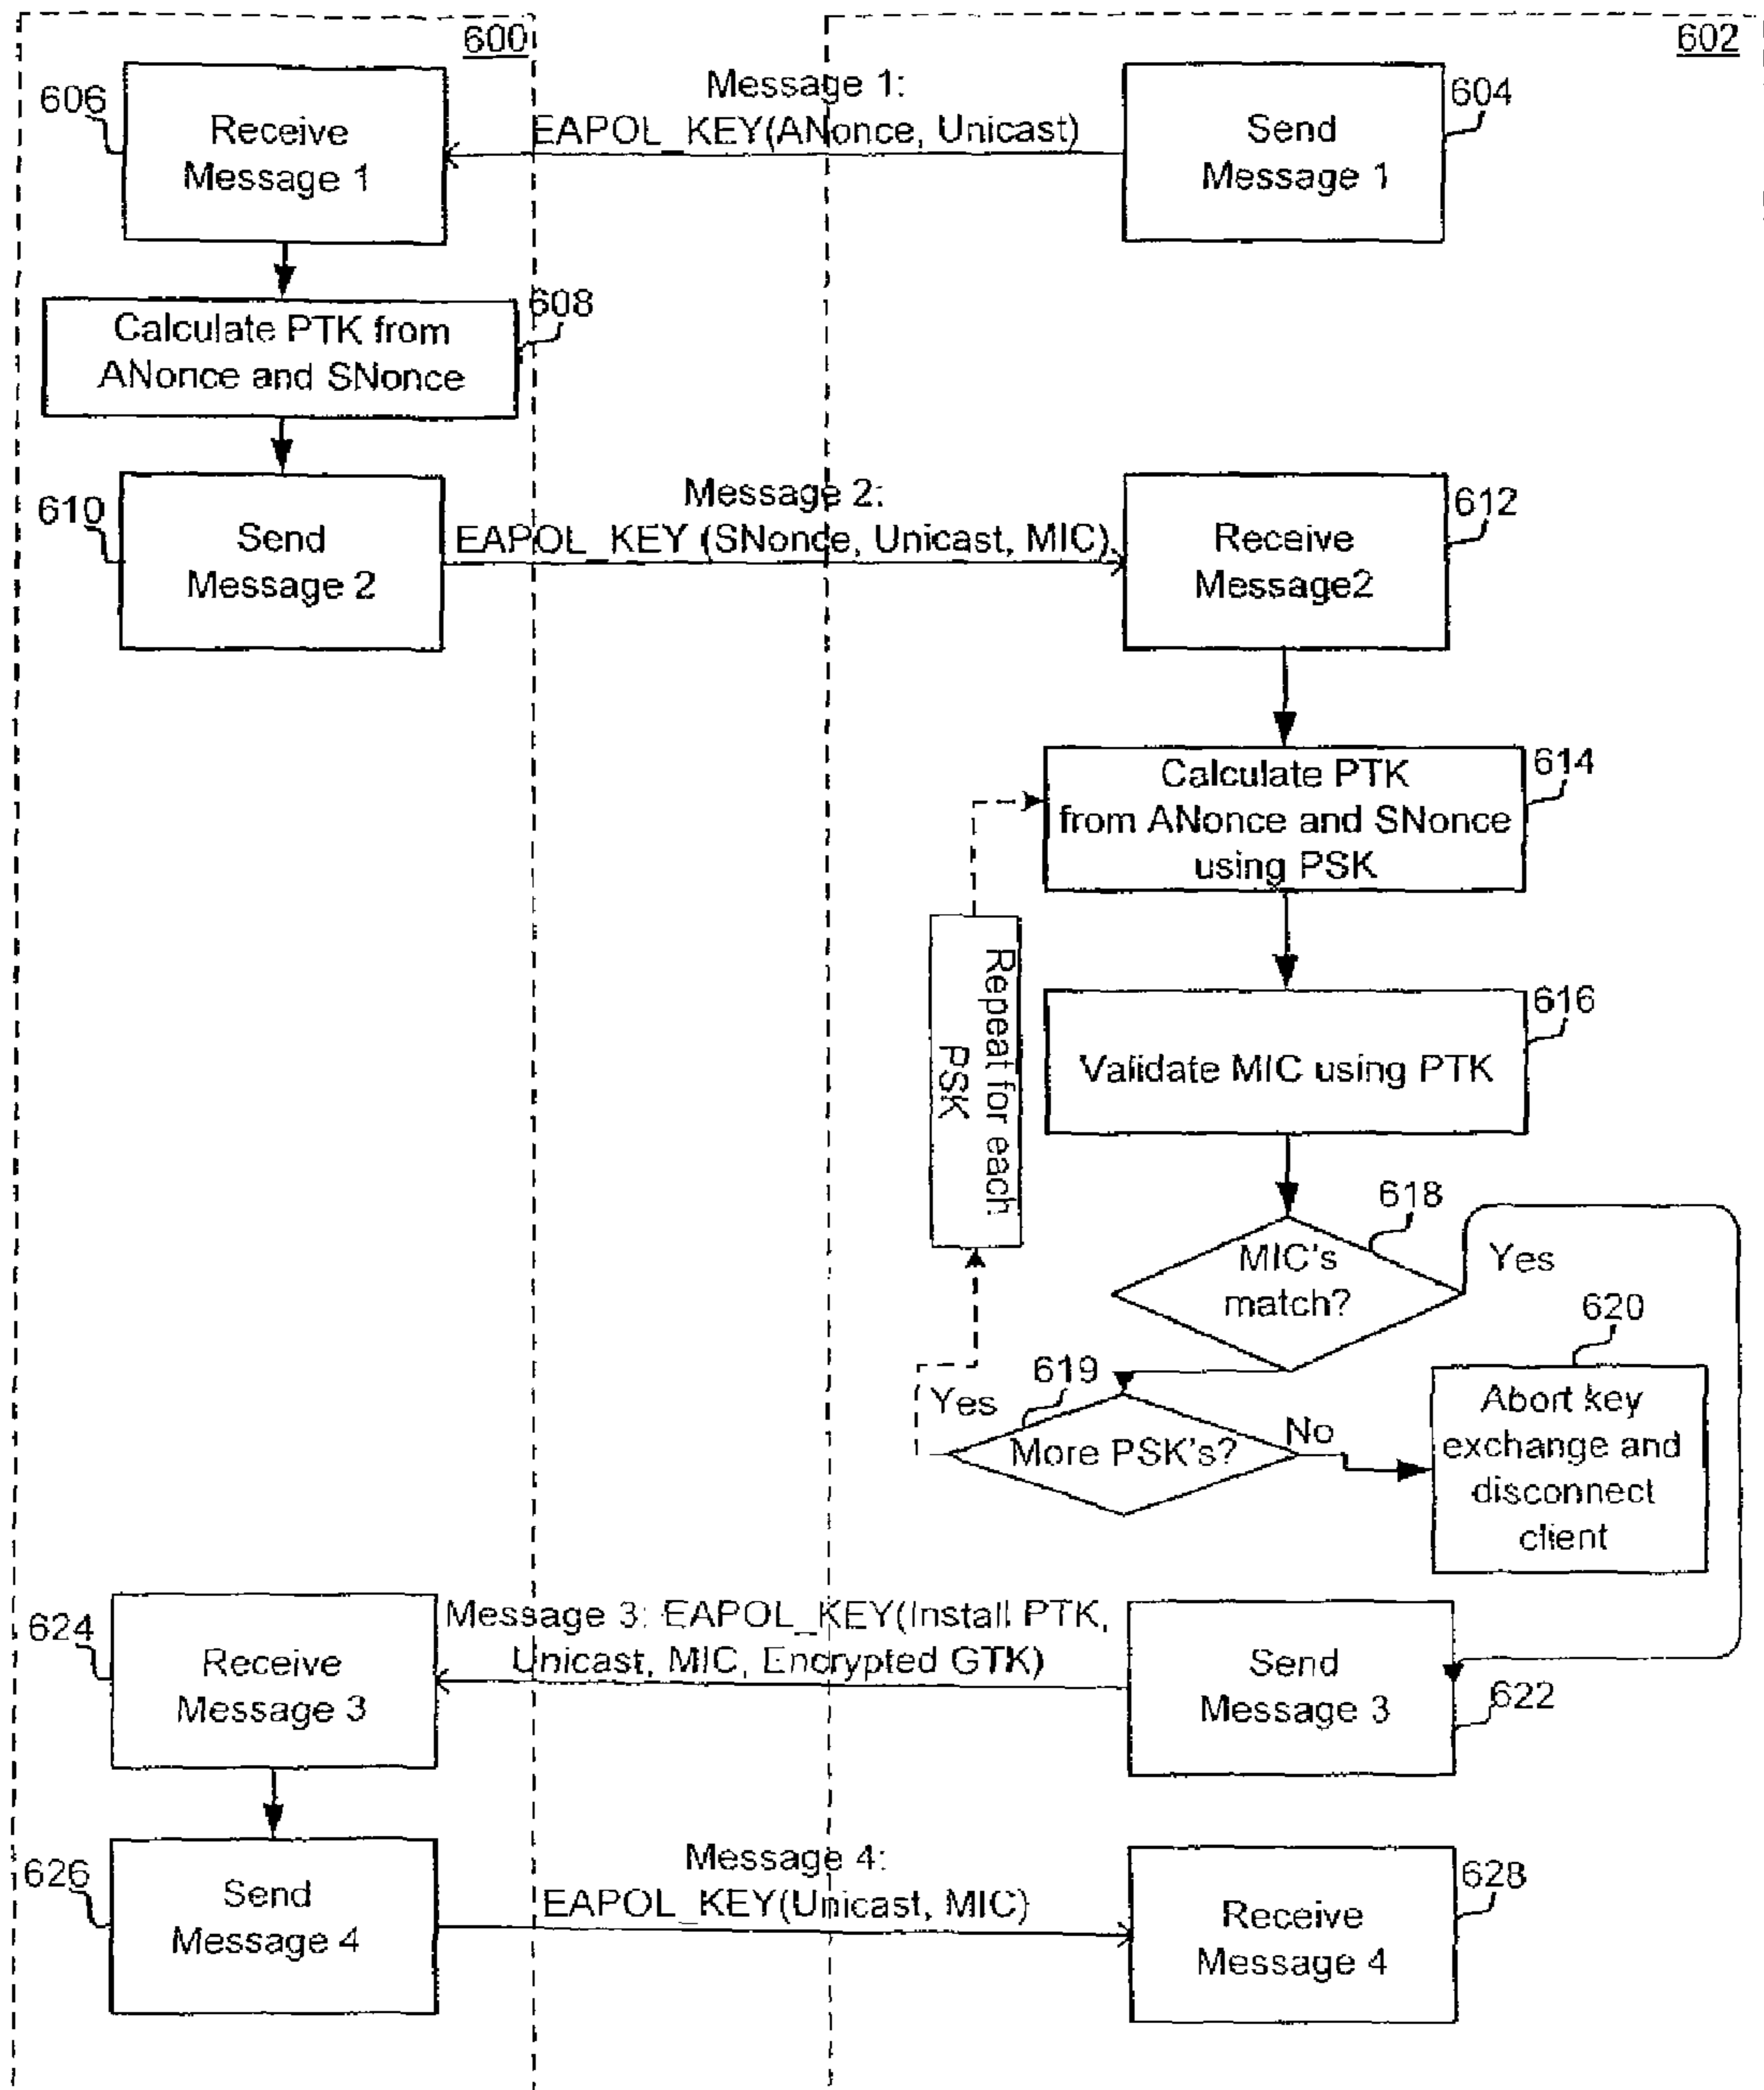 600
602
606
Receive
Message 1
Message 1:
EAPOL_KEY(ANonce, Unicast)
604
Send
Message 1
608
Calculate PTK from
ANonce and SNonce
610
Send
Message 2
Message 2:
EAPOL_KEY (SNonce, Unicast, MIC)
612
Receive
Message2
614
Calculate PTK
from ANonce and SNonce
using PSK
Repeat for each
PSK
616
Validate MIC using PTK
618
MIC's
match?
Yes
619
Yes
More PSK's?
No
620
Abort key
exchange and
disconnect
client
624
Receive
Message 3
Message 3: EAPOL_KEY(Install PTK,
Unicast, MIC, Encrypted GTK)
Send
Message 3
622
626
Send
Message 4
Message 4:
EAPOL_KEY(Unicast, MIC)
628
Receive
Message 4